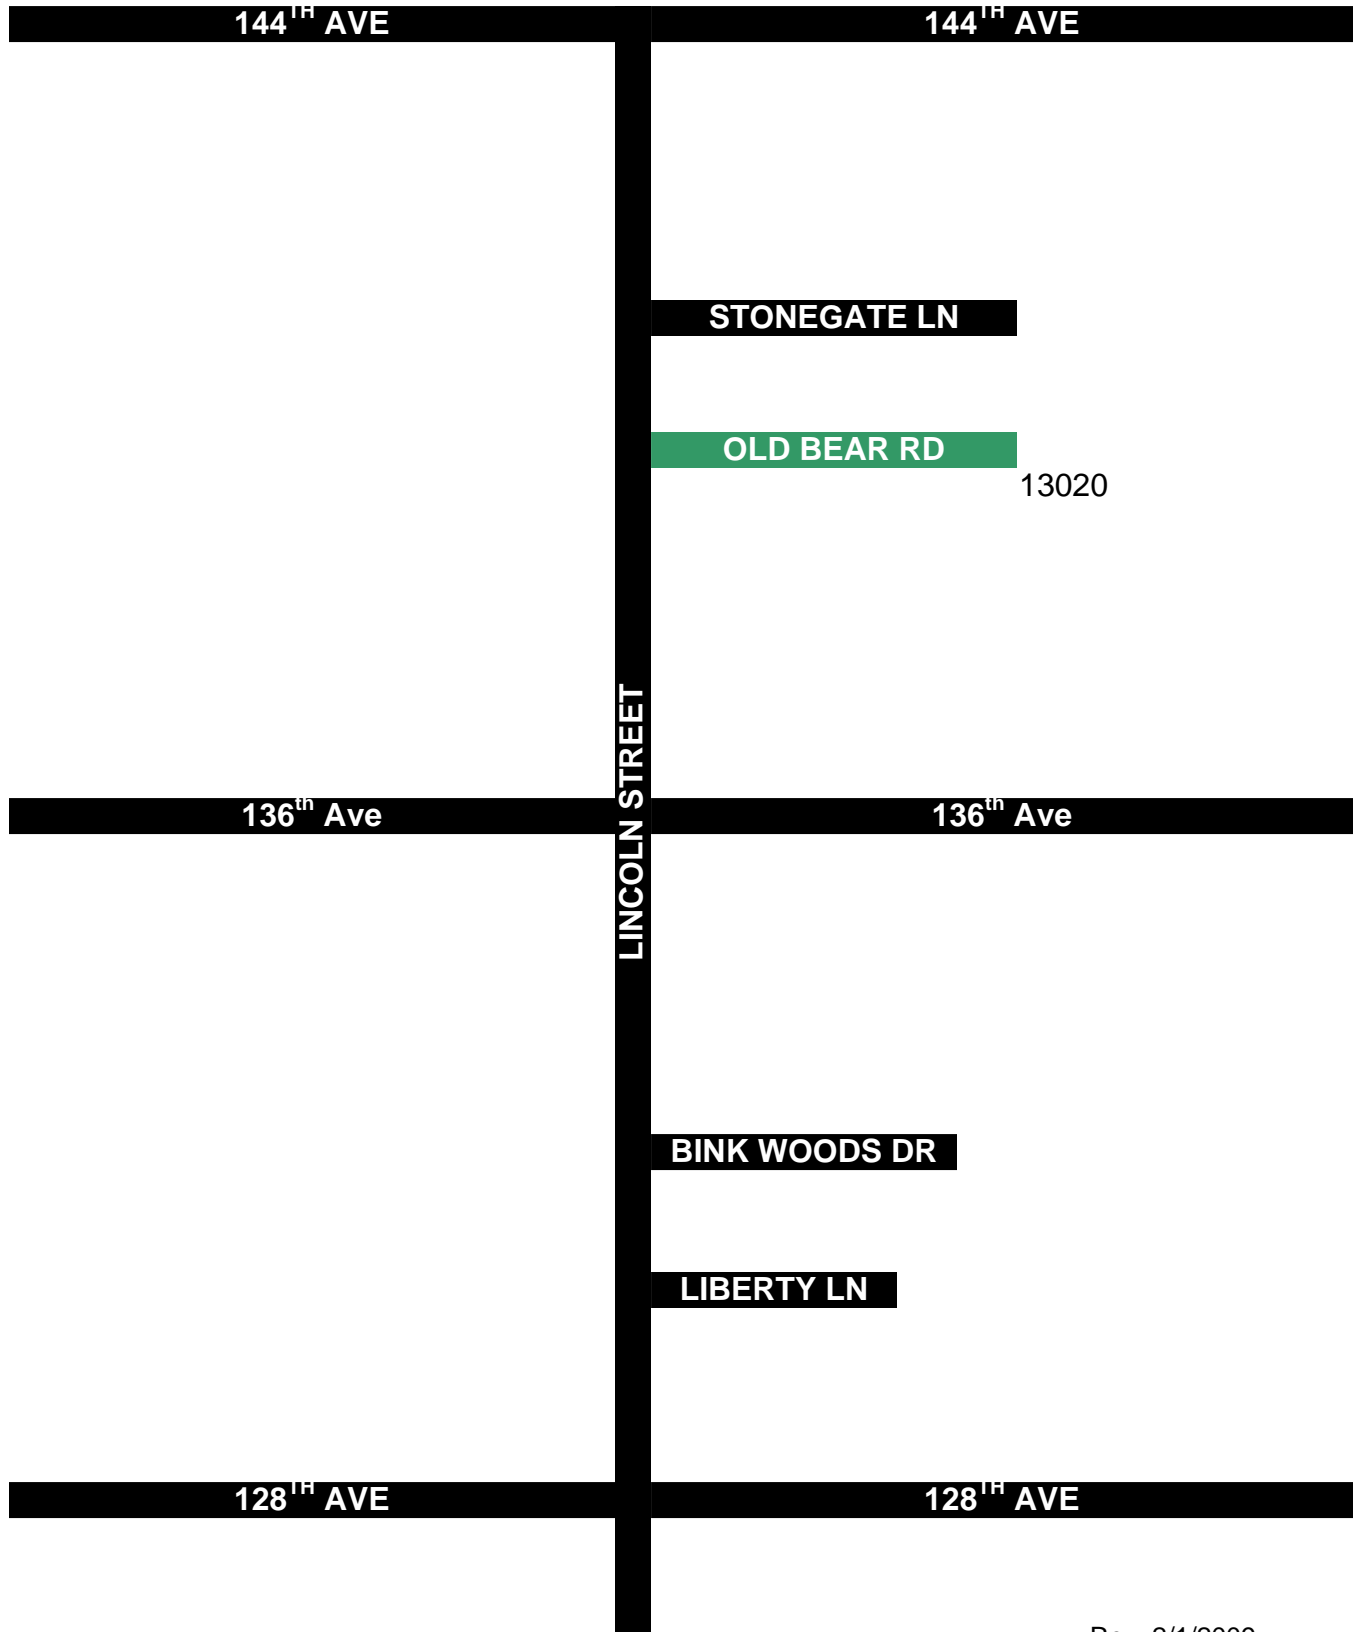 144TH AVE
144TH AVE
STONEGATE LN
OLD BEAR RD
13020
LINCOLN STREET
136th Ave
136th Ave
BINK WOODS DR
LIBERTY LN
128TH AVE
128TH AVE